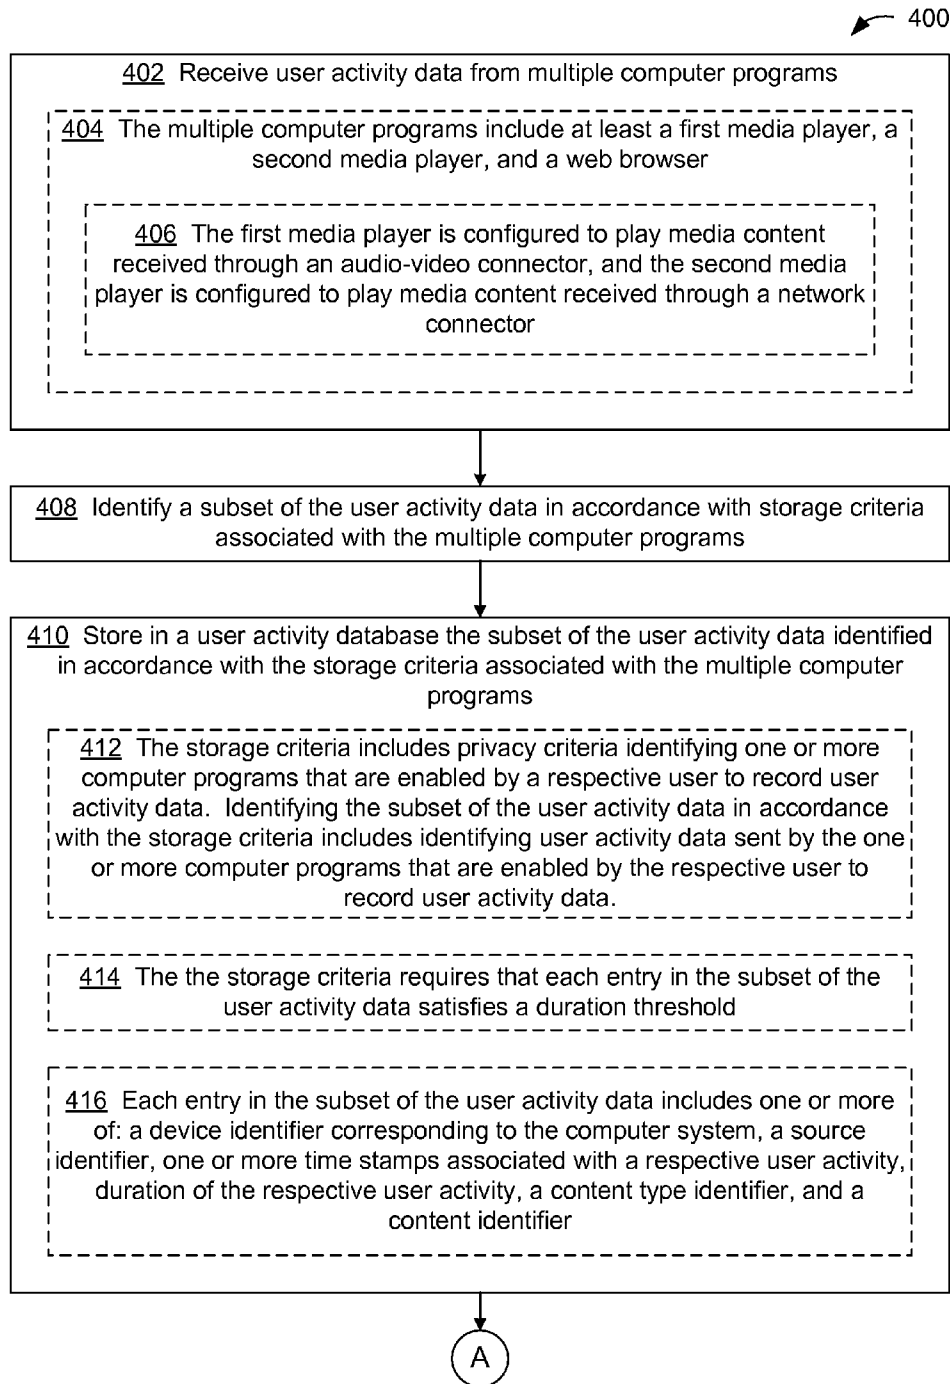 400
402 Receive user activity data from multiple computer programs
404 The multiple computer programs include at least a first media player, a
second media player, and a web browser
406 The first media player is configured to play media content
received through an audio-video connector, and the second media
player is configured to play media content received through a network
connector
408 Identify a subset of the user activity data in accordance with storage criteria
associated with the multiple computer programs
410 Store in a user activity database the subset of the user activity data identified
in accordance with the storage criteria associated with the multiple computer
programs
412 The storage criteria includes privacy criteria identifying one or more
computer programs that are enabled by a respective user to record user
activity data. Identifying the subset of the user activity data in accordance
with the storage criteria includes identifying user activity data sent by the one
or more computer programs that are enabled by the respective user to
record user activity data.
414 The the storage criteria requires that each entry in the subset of the
user activity data satisfies a duration threshold
416 Each entry in the subset of the user activity data includes one or more
of: a device identifier corresponding to the computer system, a source
identifier, one or more time stamps associated with a respective user activity,
duration of the respective user activity, a content type identifier, and a
content identifier
A